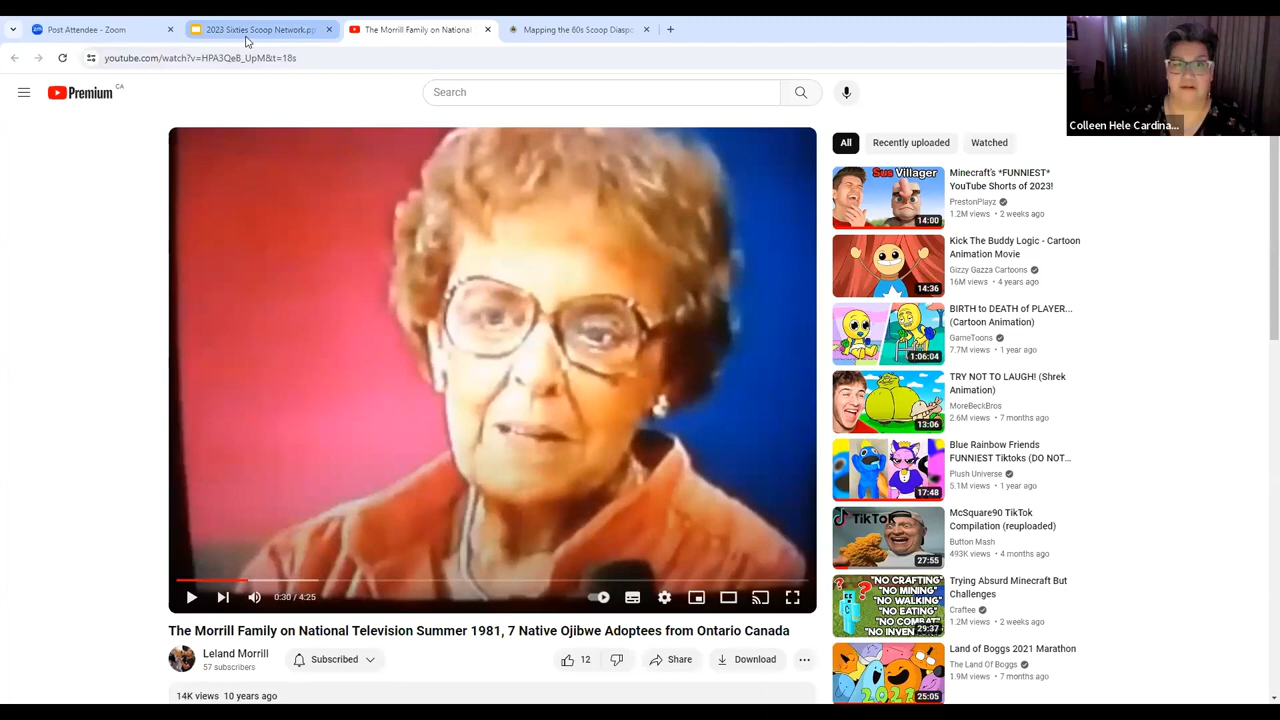 Post Attendee - Zoom
2023 Sixties Scoop Network.pp
The Morrill Family on National
Mapping the 60s Scoop Diaspo
youtube.com/watch?v=HPA3QeB_UpM&t=18s
Premium CA
Search
Colleen Hele Cardina...
All
Recently uploaded
Watched
Sus Villager
14:00
Minecraft's *FUNNIEST*
YouTube Shorts of 2023!
PrestonPlayz
1.2M views • 2 weeks ago
14:36
Kick The Buddy Logic - Cartoon
Animation Movie
Gizzy Gazza Cartoons
16M views • 4 years ago
1:06:04
BIRTH to DEATH of PLAYER...
(Cartoon Animation)
GameToons
7.7M views • 1 year ago
13:06
TRY NOT TO LAUGH! (Shrek
Animation)
MoreBeckBros
2.6M views • 7 months ago
17:48
Blue Rainbow Friends
FUNNIEST Tiktoks (DO NOT...
Plush Universe
5.1M views • 1 year ago
TikTok
27:55
McSquare90 TikTok
Compilation (reuploaded)
Button Mash
493K views • 4 months ago
"NO CRAFTING"
"NO MINING"
"NO WALKING"
"NO EATING"
"NO COMBAT"
29:37
Trying Absurd Minecraft But
Challenges
Craftee
1.2M views • 2 weeks ago
2021
25:05
Land of Boggs 2021 Marathon
The Land Of Boggs
1.9M views • 7 months ago
0:30 / 4:25
The Morrill Family on National Television Summer 1981, 7 Native Ojibwe Adoptees from Ontario Canada
Leland Morrill
57 subscribers
Subscribed
12
Share
Download
14K views 10 years ago